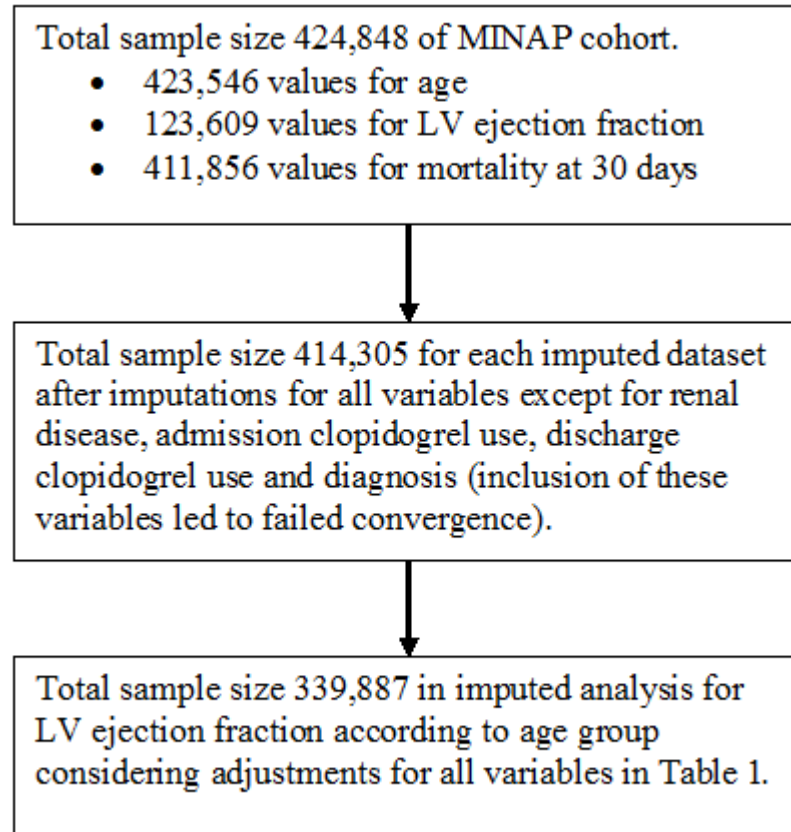 Total sample size 424,848 of MINAP cohort.
• 423,546 values for age
• 123,609 values for LV ejection fraction
• 411,856 values for mortality at 30 days
Total sample size 414,305 for each imputed dataset
after imputations for all variables except for renal
disease, admission clopidogrel use, discharge
clopidogrel use and diagnosis (inclusion of these
variables led to failed convergence).
Total sample size 339,887 in imputed analysis for
LV ejection fraction according to age group
considering adjustments for all variables in Table 1.